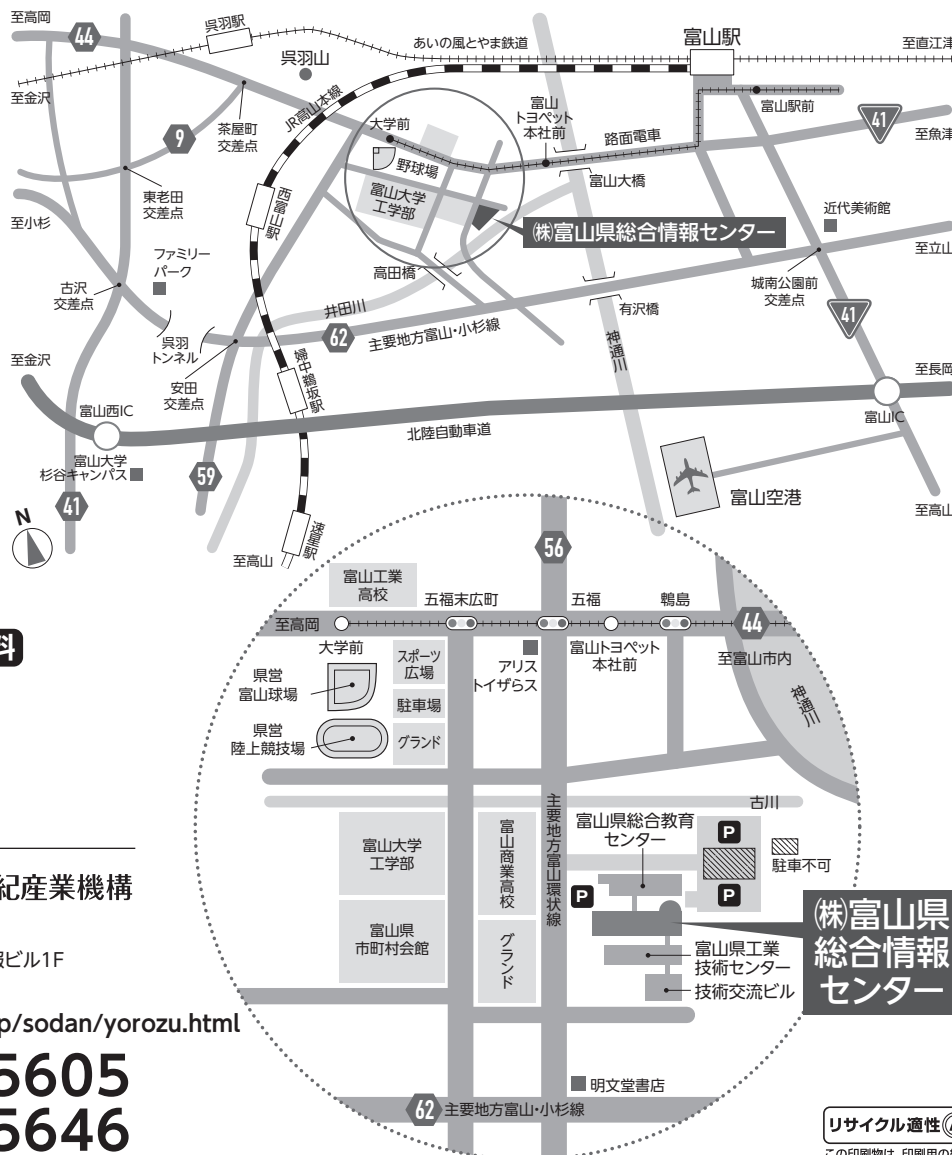 至高岡
44
呉羽駅
あいの風とやま鉄道
富山駅
至直江津
呉羽山
至金沢
JR高山本線
茶屋町
交差点
9
大学前
富山
トヨペット
本社前
路面電車
富山駅前
41
至魚津
野球場
東老田
交差点
西富山駅
富山大学
工学部
富山大橋
至小杉
㈱富山県総合情報センター
近代美術館
至立山
ファミリー
パーク
高田橋
城南公園前
交差点
古沢
交差点
井田川
有沢橋
41
呉羽
トンネル
62
主要地方富山・小杉線
神通川
至金沢
安田
交差点
婦中鵜坂駅
至長岡
富山西IC
北陸自動車道
富山IC
富山大学
杉谷キャンパス
59
41
富山空港
N
速星駅
至高山
至高山
56
富山工業
高校
五福末広町
五福
鵯島
至高岡
44
料
大学前
スポーツ
広場
アリス
トイザらス
富山トヨペット
本社前
至富山市内
県営
富山球場
駐車場
神通川
県営
陸上競技場
グランド
古川
主要地方富山環状線
富山県総合教育
センター
P
富山大学
工学部
富山商業高校
駐車不可
P
P
紀産業機構
富山県
市町村会館
グランド
㈱富山県
総合情報
センター
富山県工業
技術センター
報ビル1F
技術交流ビル
p/sodan/yorozu.html
5605
明文堂書店
5646
62
主要地方富山・小杉線
リサイクル適性
この印刷物は、印刷用の